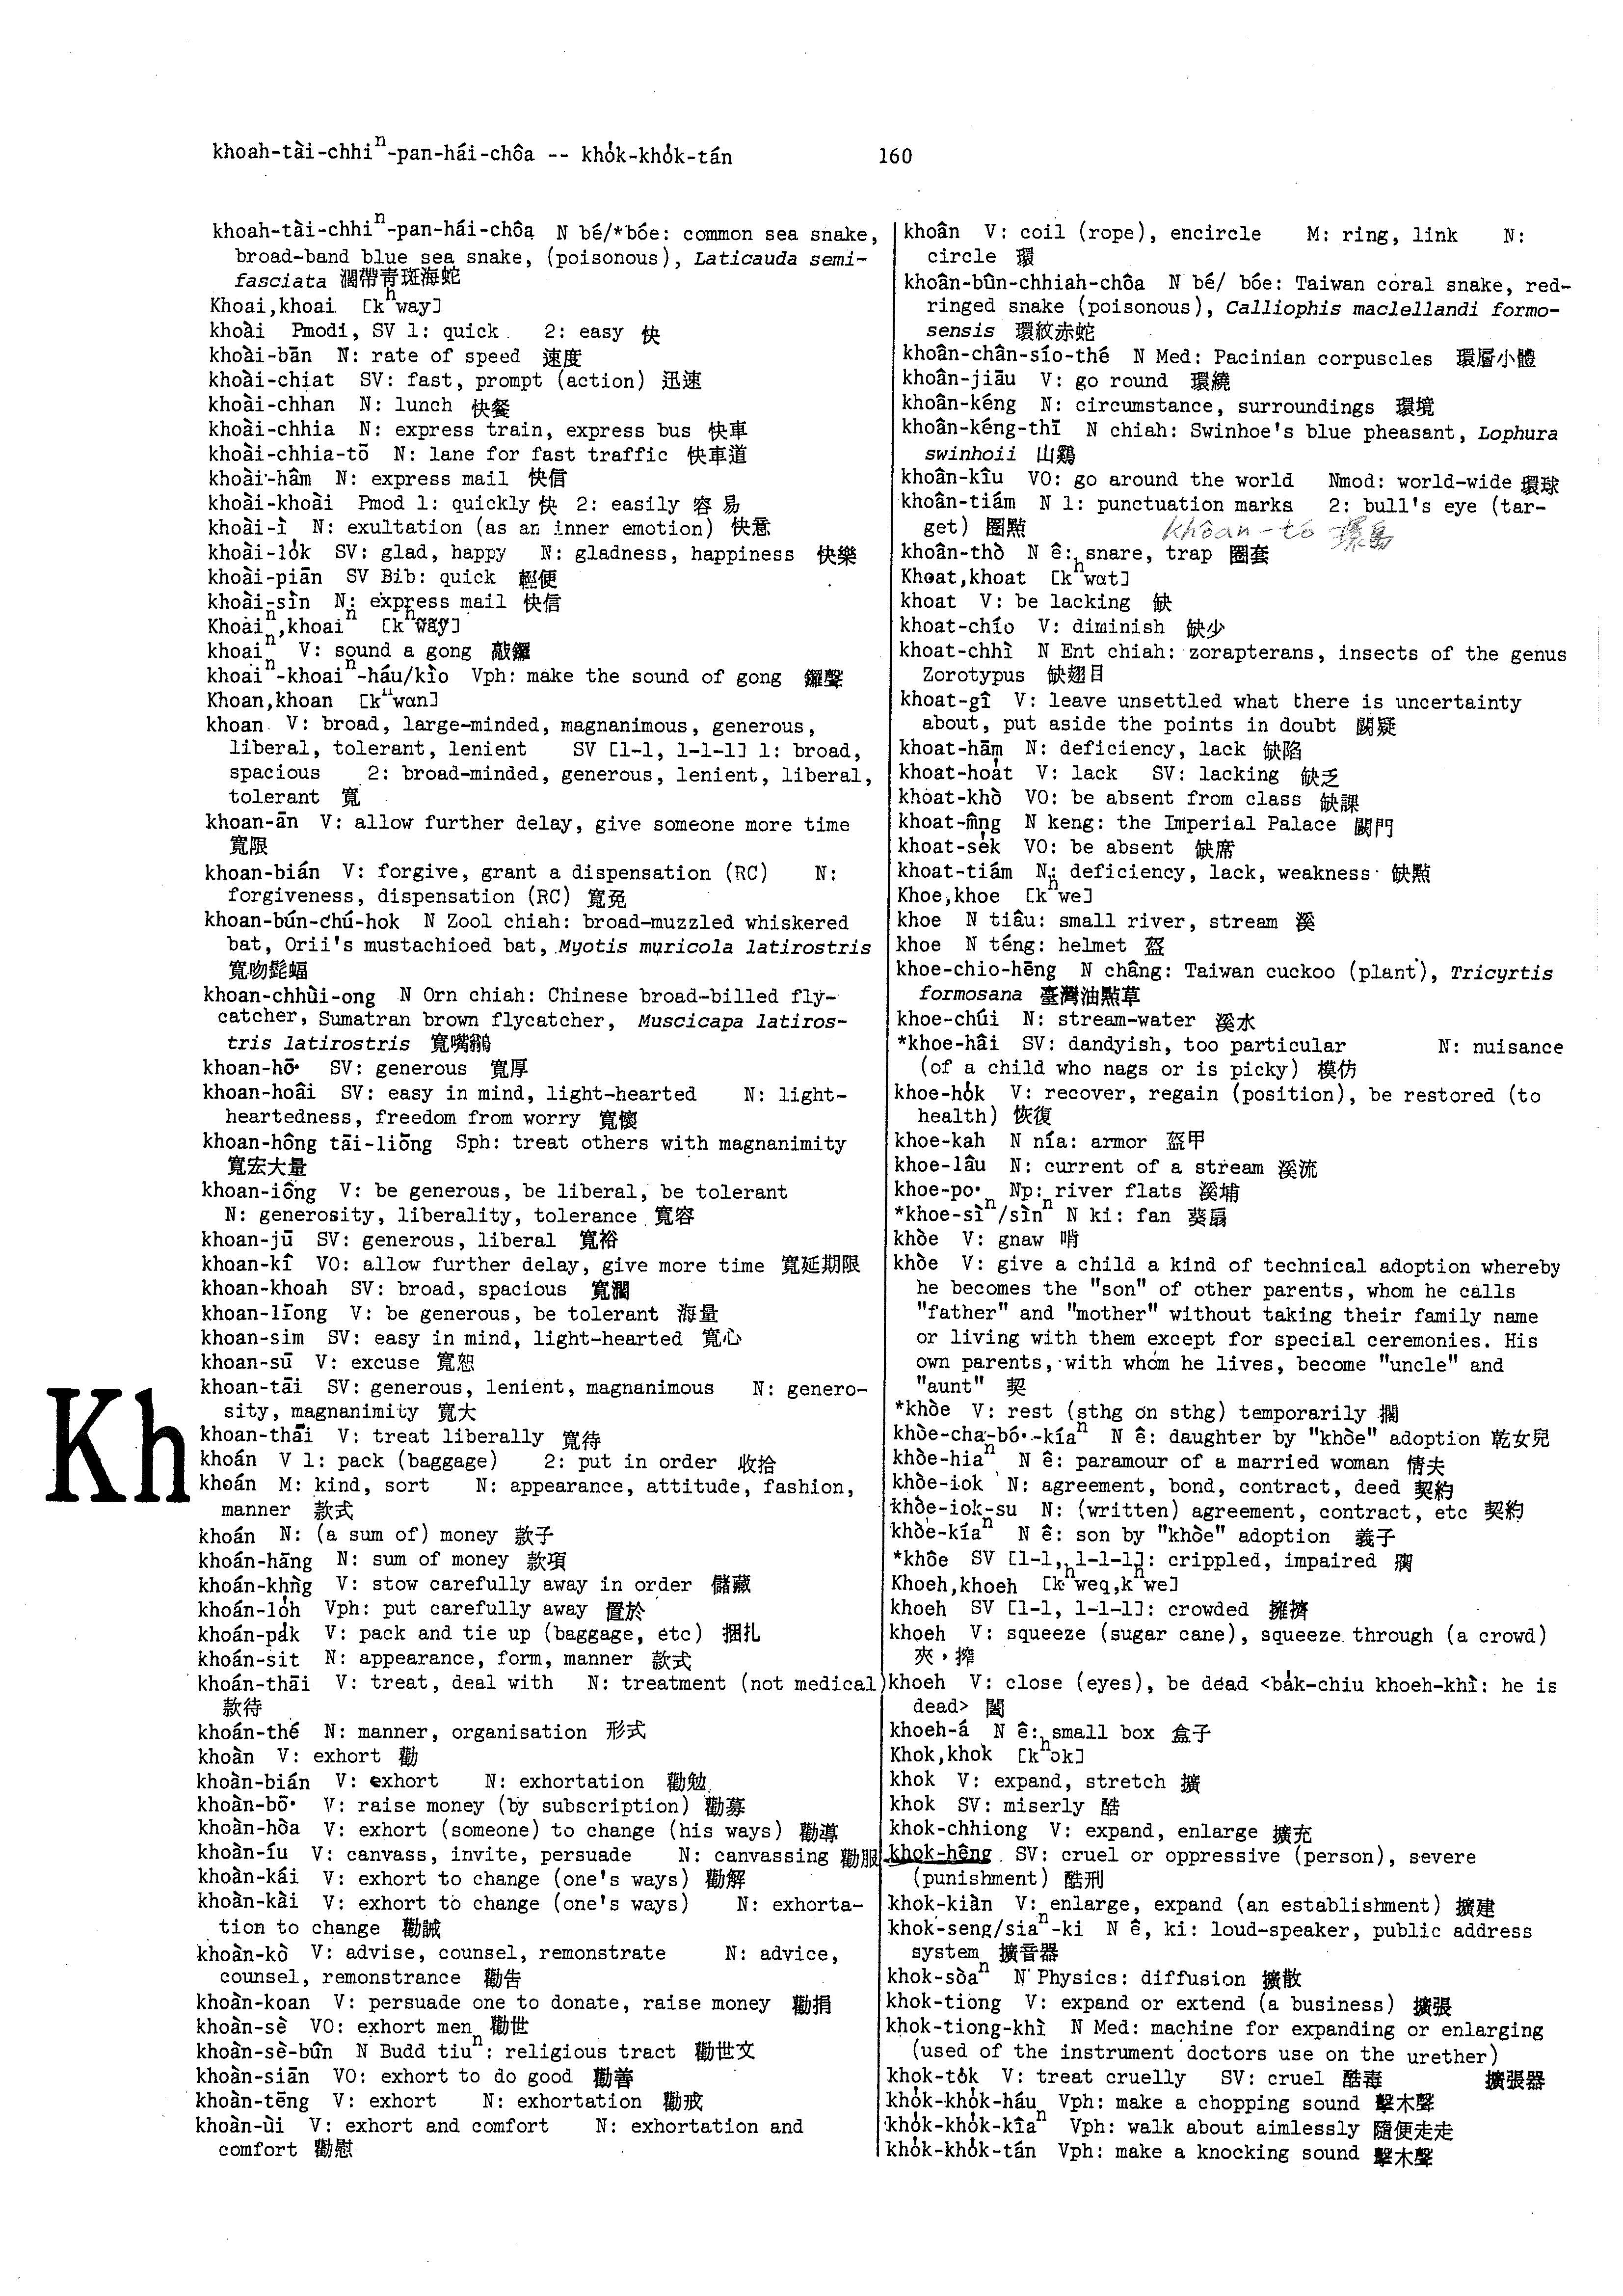 khoah-tài-chhiⁿ-pan-hái-chôa -- kho̍k-kho̍k-tán 160
khoah-tài-chhiⁿ-pan-hái-chôa N bé/*bóe: common sea snake,
broad-band blue sea snake, (poisonous), Laticauda semi-
fasciata 濶帶青斑海蛇
Khoai,khoai [kʰway]
khoài Pmodi, SV 1: quick 2: easy 快
khoài-bān N: rate of speed 速度
khoài-chiat SV: fast, prompt (action) 迅速
khoài-chhan N: lunch 快餐
khoài-chhia N: express train, express bus 快車
khoài-chhia-tō N: lane for fast traffic 快車道
khoài-hâm N: express mail 快信
khoài-khoài Pmod 1: quickly 快 2: easily 容易
khoài-ì N: exultation (as an inner emotion) 快意
khoài-lo̍k SV: glad, happy N: gladness, happiness 快樂
khoài-piān SV Bib: quick 輕便
khoài-sìn N: express mail 快信
Khoaiⁿ,khoaiⁿ [kʰwãỹ]
khoaiⁿ V: sound a gong 敲鑼
khoaiⁿ-khoaiⁿ-háu/kìo Vph: make the sound of gong 鑼聲
Khoan,khoan [kʰwɑn]
khoan V: broad, large-minded, magnanimous, generous,
liberal, tolerant, lenient SV [1-1, 1-1-1] 1: broad,
spacious 2: broad-minded, generous, lenient, liberal,
tolerant 寬
khoan-ān V: allow further delay, give someone more time
寬限
khoan-bián V: forgive, grant a dispensation (RC) N:
forgiveness, dispensation (RC) 寬免
khoan-bún-chú-hok N Zool chiah: broad-muzzled whiskered
bat, Orii's mustachioed bat, Myotis muricola latirostris
寬吻髭蝠
khoan-chhùi-ong N Orn chiah: Chinese broad-billed fly-
catcher, Sumatran brown flycatcher, Muscicapa latiros-
tris latirostris 寬嘴鶲
khoan-hō͘ SV: generous 寬厚
khoan-hoâi SV: easy in mind, light-hearted N: light-
heartedness, freedom from worry 寬懷
khoan-hông tāi-liōng Sph: treat others with magnanimity
寬宏大量
khoan-iông V: be generous, be liberal, be tolerant
N: generosity, liberality, tolerance 寬容
khoan-jū SV: generous, liberal 寬裕
khoan-kî VO: allow further delay, give more time 寬延期限
khoan-khoah SV: broad, spacious 寬濶
khoan-līong V: be generous, be tolerant 海量
khoan-sim SV: easy in mind, light-hearted 寬心
khoan-sū V: excuse 寬恕
khoan-tāi SV: generous, lenient, magnanimous N: genero-
sity, magnanimity 寬大
khoan-thāi V: treat liberally 寬待
khoán V 1: pack (baggage) 2: put in order 收拾
Kh
khoán M: kind, sort N: appearance, attitude, fashion,
manner 款式
khoán N: (a sum of) money 款子
khoán-hāng N: sum of money 款項
khoán-khǹg V: stow carefully away in order 儲藏
khoán-lo̍h Vph: put carefully away 置於
khoán-pa̍k V: pack and tie up (baggage, etc) 捆扎
khoán-sit N: appearance, form, manner 款式
khoán-thāi V: treat, deal with N: treatment (not medical)
款待
khoán-thé N: manner, organisation 形式
khoàn V: exhort 勸
khoàn-bián V: exhort N: exhortation 勸勉
khoàn-bō͘ V: raise money (by subscription) 勸募
khoàn-hòa V: exhort (someone) to change (his ways) 勸導
khoàn-íu V: canvass, invite, persuade N: canvassing 勸服
khoàn-kái V: exhort to change (one's ways) 勸解
khoàn-kài V: exhort to change (one's ways) N: exhorta-
tion to change 勸誡
khoàn-kò V: advise, counsel, remonstrate N: advice,
counsel, remonstrance 勸告
khoàn-koan V: persuade one to donate, raise money 勸捐
khoàn-sè VO: exhort men 勸世
khoàn-sè-bûn N Budd tiuⁿ: religious tract 勸世文
khoàn-siān VO: exhort to do good 勸善
khoàn-tēng V: exhort N: exhortation 勸戒
khoàn-ùi V: exhort and comfort N: exhortation and
comfort 勸慰
khoân V: coil (rope), encircle M: ring, link N:
circle 環
khoân-bûn-chhiah-chôa N bé/ bóe: Taiwan coral snake, red-
ringed snake (poisonous), Calliophis maclellandi formo-
sensis 環紋赤蛇
khoân-chân-sío-thé N Med: Pacinian corpuscles 環層小體
khoân-jiāu V: go round 環繞
khoân-kéng N: circumstance, surroundings 環境
khoân-kéng-thī N chiah: Swinhoe's blue pheasant, Lophura
swinhoii 山鷄
khoân-kîu VO: go around the world Nmod: world-wide 環球
khoân-tiám N 1: punctuation marks 2: bull's eye (tar-
get) 圈點 khôan-tó 環島
khoân-thò N ê: snare, trap 圈套
Khoat,khoat [kʰwɑt]
khoat V: be lacking 缺
khoat-chío V: diminish 缺少
khoat-chhì N Ent chiah: zorapterans, insects of the genus
Zorotypus 缺翅目
khoat-gî V: leave unsettled what there is uncertainty
about, put aside the points in doubt 闕疑
khoat-hām N: deficiency, lack 缺陷
khoat-hoa̍t V: lack SV: lacking 缺乏
khoat-khò VO: be absent from class 缺課
khoat-m̂ng N keng: the Imperial Palace 闕門
khoat-se̍k VO: be absent 缺席
khoat-tiám N: deficiency, lack, weakness 缺點
Khoe,khoe [kʰwe]
khoe N tiâu: small river, stream 溪
khoe N téng: helmet 盔
khoe-chio-hēng N châng: Taiwan cuckoo (plant), Tricyrtis
formosana 臺灣油點草
khoe-chúi N: stream-water 溪水
*khoe-hâi SV: dandyish, too particular N: nuisance
(of a child who nags or is picky) 模仿
khoe-ho̍k V: recover, regain (position), be restored (to
health) 恢復
khoe-kah N nía: armor 盔甲
khoe-lâu N: current of a stream 溪流
khoe-po͘ Np: river flats 溪埔
*khoe-sìⁿ/sìnⁿ N ki: fan 葵扇
khòe V: gnaw 啃
khòe V: give a child a kind of technical adoption whereby
he becomes the "son" of other parents, whom he calls
"father" and "mother" without taking their family name
or living with them except for special ceremonies. His
own parents, with whom he lives, become "uncle" and
"aunt" 契
*khòe V: rest (sthg on sthg) temporarily 擱
khòe-cha-bó͘-kíaⁿ N ê: daughter by "khòe" adoption 乾女兒
khòe-hiaⁿ N ê: paramour of a married woman 情夫
khòe-iok N: agreement, bond, contract, deed 契約
khòe-iok-su N: (written) agreement, contract, etc 契約
khòe-kíaⁿ N ê: son by "khòe" adoption 義子
*khôe SV [1-1, 1-1-1]: crippled, impaired
Khoeh,khoeh [kʰweq,kʰwe]
khoeh SV [1-1, 1-1-1]: crowded 擁擠
khoeh V: squeeze (sugar cane), squeeze through (a crowd)
夾，搾
khoeh V: close (eyes), be dead <ba̍k-chiu khoeh-khì: he is
dead> 闔
khoeh-á N ê: small box 盒子
Khok,khok [kʰɔk]
khok V: expand, stretch 擴
khok SV: miserly 酷
khok-chhiong V: expand, enlarge 擴充
khok-hêng SV: cruel or oppressive (person), severe
(punishment) 酷刑
khok-kiàn V: enlarge, expand (an establishment) 擴建
khok-seng/siaⁿ-ki N ê, ki: loud-speaker, public address
system 擴音器
khok-sòaⁿ N Physics: diffusion 擴散
khok-tiong V: expand or extend (a business) 擴張
khok-tiong-khì N Med: machine for expanding or enlarging
(used of the instrument doctors use on the urether)
擴張器
khok-to̍k V: treat cruelly SV: cruel 酷毒
kho̍k-kho̍k-háu Vph: make a chopping sound 擊木聲
kho̍k-kho̍k-kîaⁿ Vph: walk about aimlessly 隨便走走
kho̍k-kho̍k-tán Vph: make a knocking sound 擊木聲